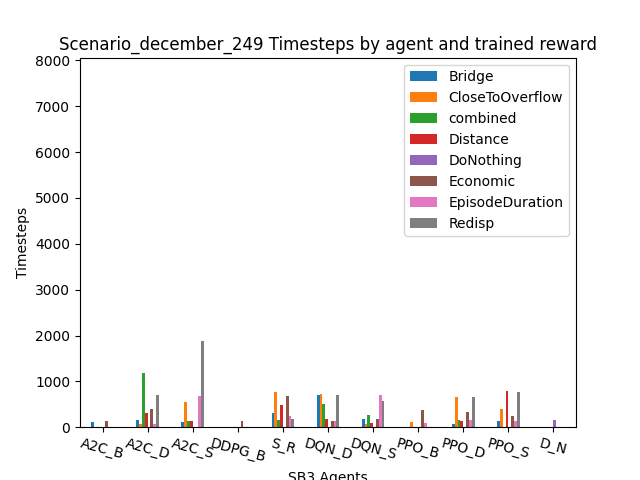 Scenario_december_249 Timesteps by agent and trained reward
8000
7000
6000
5000
4000
3000
2000
1000
0
Timesteps
Bridge
CloseToOverflow
combined
Distance
DoNothing
Economic
EpisodeDuration
Redisp
A2C_B
A2C_D
A2C_S
DDPG_B
S_R
DQN_D
DQN_S
PPO_B
PPO_D
PPO_S
D_N
SB3 Agents